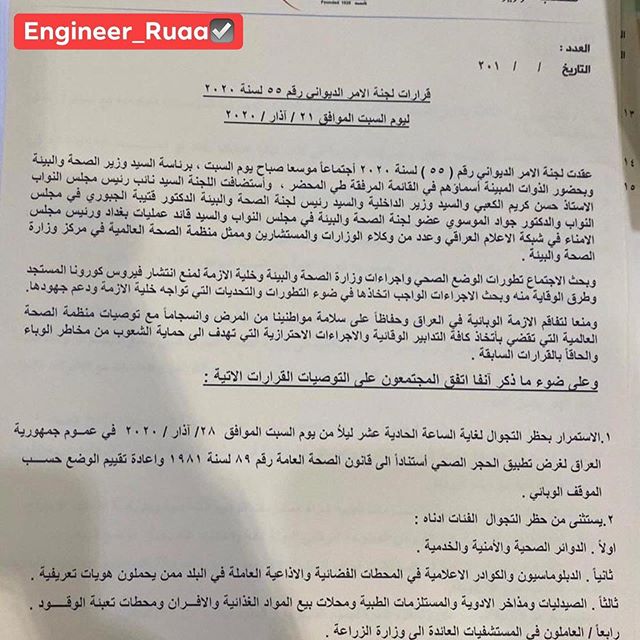 Engineer_Ruaa
Founded 1920
العدد :
التاريخ / / ٢٠١
قرارات لجنة الامر الديواني رقم ٥٥ لسنة ٢٠٢٠
ليوم السبت الموافق ٢١ / آذار / ٢٠٢٠
عقدت لجنة الامر الديواني رقم ( ٥٥ ) لسنة ٢٠٢٠ أجتماعاً موسعا صباح يوم السبت ، برئاسة السيد وزير الصحة والبيئة
وبحضور الذوات المبينة أسماؤهم في القائمة المرفقة طي المحضر ، وأستضافت اللجنة السيد نائب رئيس مجلس النواب
الاستاذ حسن كريم الكعبي والسيد وزير الداخلية والسيد رئيس لجنة الصحة والبيئة الدكتور قتيبة الجبوري في مجلس
النواب والدكتور جواد الموسوي عضو لجنة الصحة والبيئة في مجلس النواب والسيد قائد عمليات بغداد ورئيس مجلس
الامناء في شبكة الاعلام العراقي وعدد من وكلاء الوزارات والمستشارين وممثل منظمة الصحة العالمية في مركز وزارة
الصحة والبيئة .
وبحث الاجتماع تطورات الوضع الصحي واجراءات وزارة الصحة والبيئة وخلية الازمة لمنع انتشار فيروس كورونا المستجد
وطرق الوقاية منه وبحث الاجراءات الواجب اتخاذها في ضوء التطورات والتحديات التي تواجه خلية الازمة ودعم جهودها.
ومنعا لتفاقم الازمة الوبائية في العراق وحفاظاً على سلامة مواطنينا من المرض وانسجاماً مع توصيات منظمة الصحة
العالمية التي تقضي بأتخاذ كافة التدابير الوقائية والاجراءات الاحترازية التي تهدف الى حماية الشعوب من مخاطر الوباء
والحاقاً بالقرارات السابقة .
وعلى ضوء ما ذكر آنفا اتفق المجتمعون على التوصيات القرارات الاتية :
١.الاستمرار بحظر التجوال لغاية الساعة الحادية عشر ليلاً من يوم السبت الموافق ٢٨/ آذار/ ٢٠٢٠ في عموم جمهورية
العراق لغرض تطبيق الحجر الصحي أستناداً الى قانون الصحة العامة رقم ٨٩ لسنة ١٩٨١ واعادة تقييم الوضع حسب
الموقف الوبائي .
٢.يستثنى من حظر التجوال الفئات ادناه :
اولاً . الدوائر الصحية والأمنية والخدمية .
ثانياً . الدبلوماسيون والكوادر الاعلامية في المحطات الفضائية والاذاعية العاملة في البلد ممن يحملون هويات تعريفية .
ثالثاً . الصيدليات ومذاخر الادوية والمستلزمات الطبية ومحلات بيع المواد الغذائية والافران ومحطات تعبئة الوقود .
رابعاً / العاملون في المستشفيات العائدة الى وزارة الزراعة .
١٣
١٤
١٥